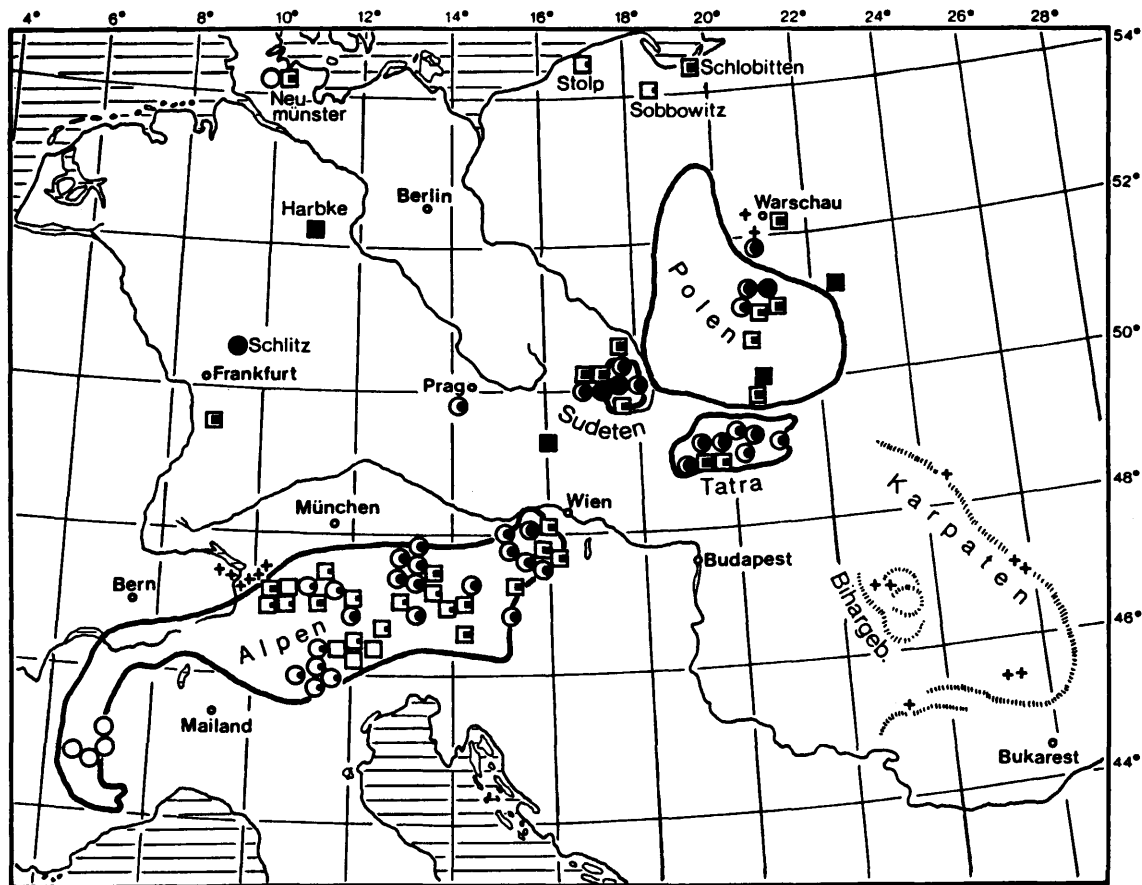 4° 6° 8° 10° 12° 14° 16° 18° 20° 22° 24° 26° 28°
54°
Stolp
Schlobitten
Sobbowitz
Neu-
münster
52°
Berlin
Harbke
Warschau
Polen
50°
Schlitz
Frankfurt
Prag
Sudeten
48°
Tatra
Karpaten
München
Wien
Budapest
Bern
Bihargeb.
46°
Alpen
Mailand
Bukarest
44°